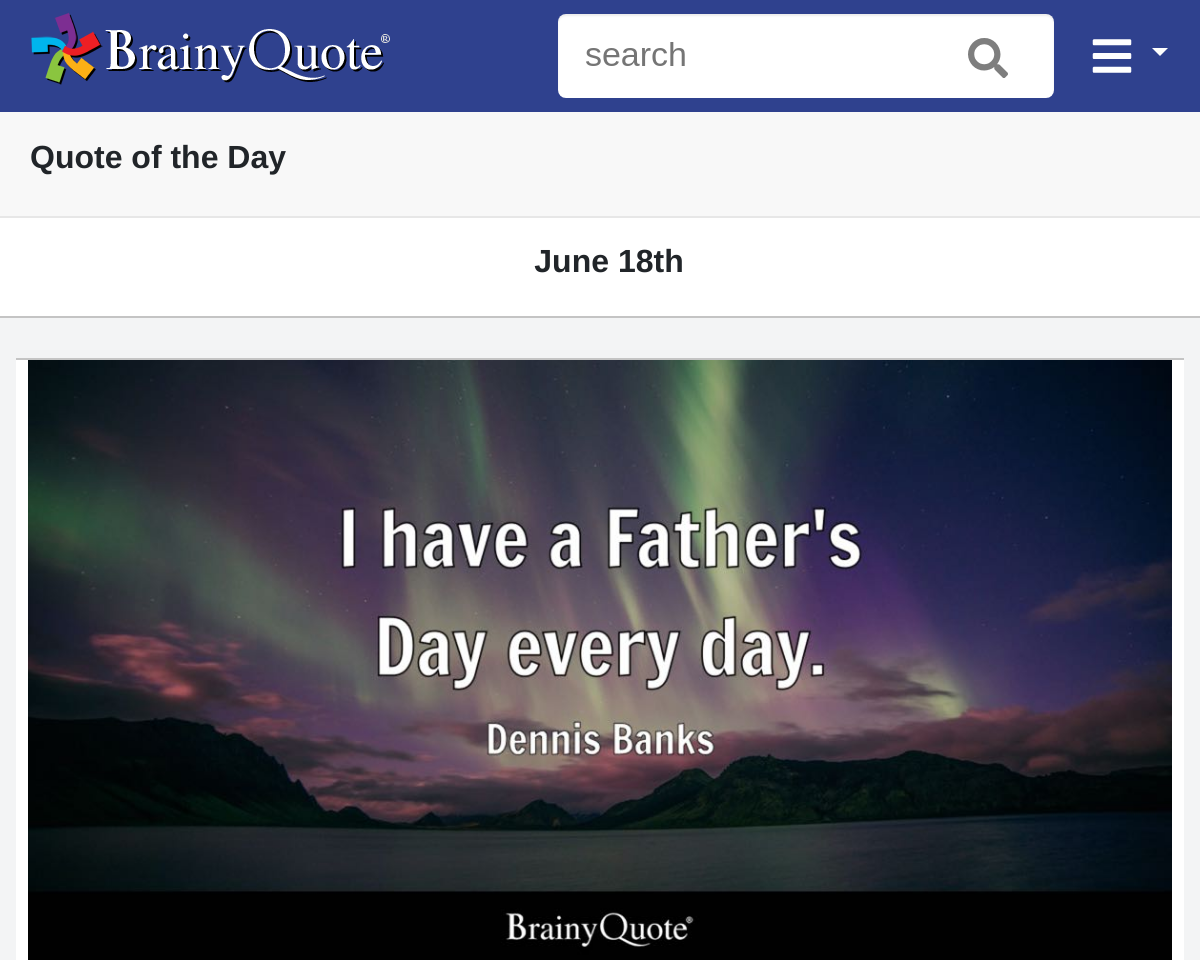 BrainyQuote®
search
Quote of the Day
June 18th
I have a Father's
Day every day.
Dennis Banks
BrainyQuote®